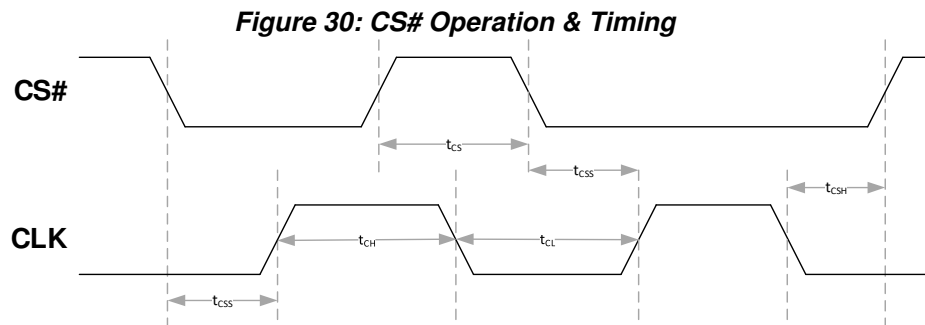 Figure 30: CS# Operation & Timing
CS#
tCS
tCSS
tCSH
CLK
tCH
tCL
tCSS